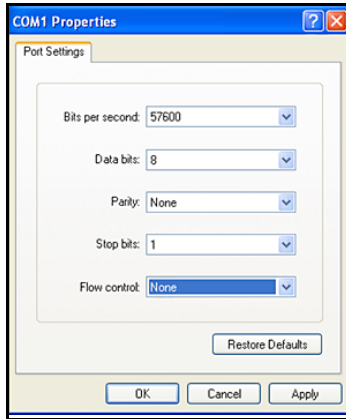 COM1 Properties
Port Settings
Bits per second: 57600
Data bits: 8
Parity: None
Stop bits: 1
Flow control: None
Restore Defaults
OK Cancel Apply